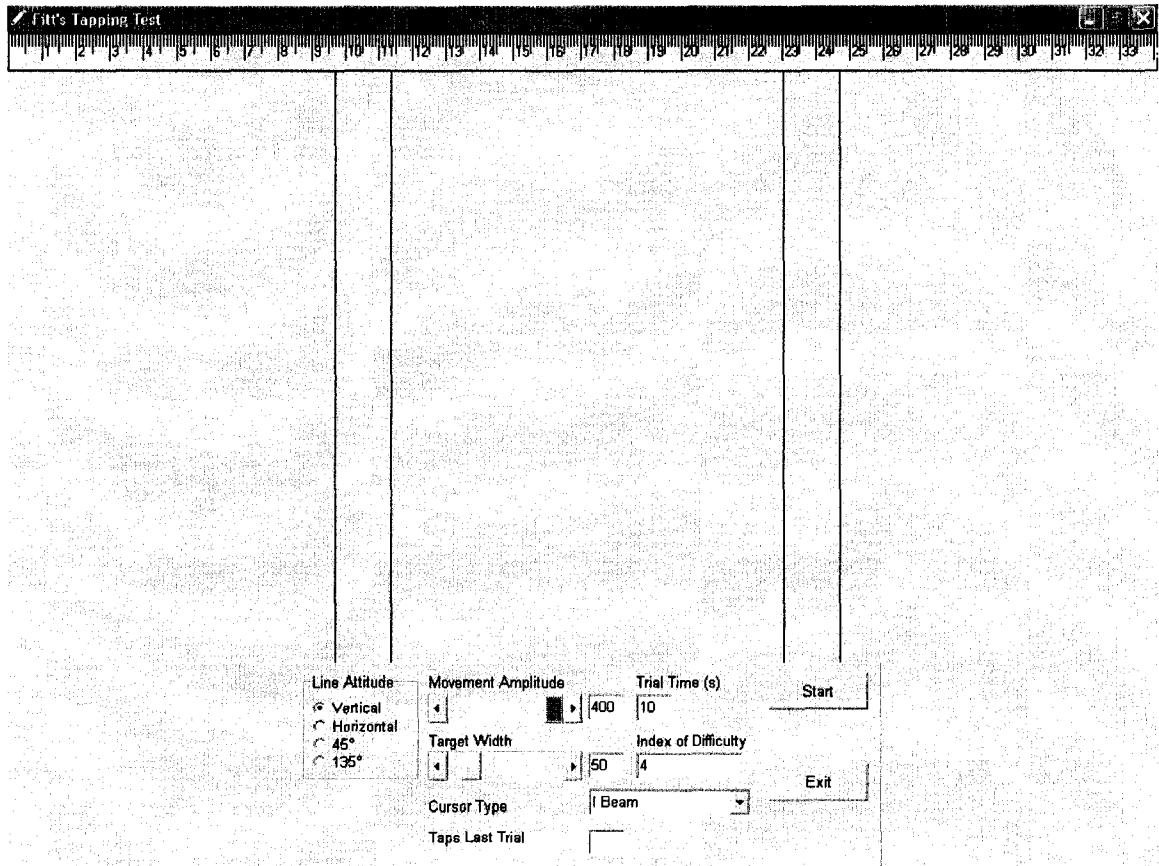 Fitt's Tapping Test
1 2 3 4 5 6 7 8 9 10 11 12 13 14 15 16 17 18 19 20 21 22 23 24 25 26 27 28 29 30 31 32 33
Line Attitude
Vertical
Horizontal
45°
135°
Movement Amplitude
400
Trial Time (s)
10
Start
Target Width
50
Index of Difficulty
4
Exit
Cursor Type
I Beam
Taps Last Trial